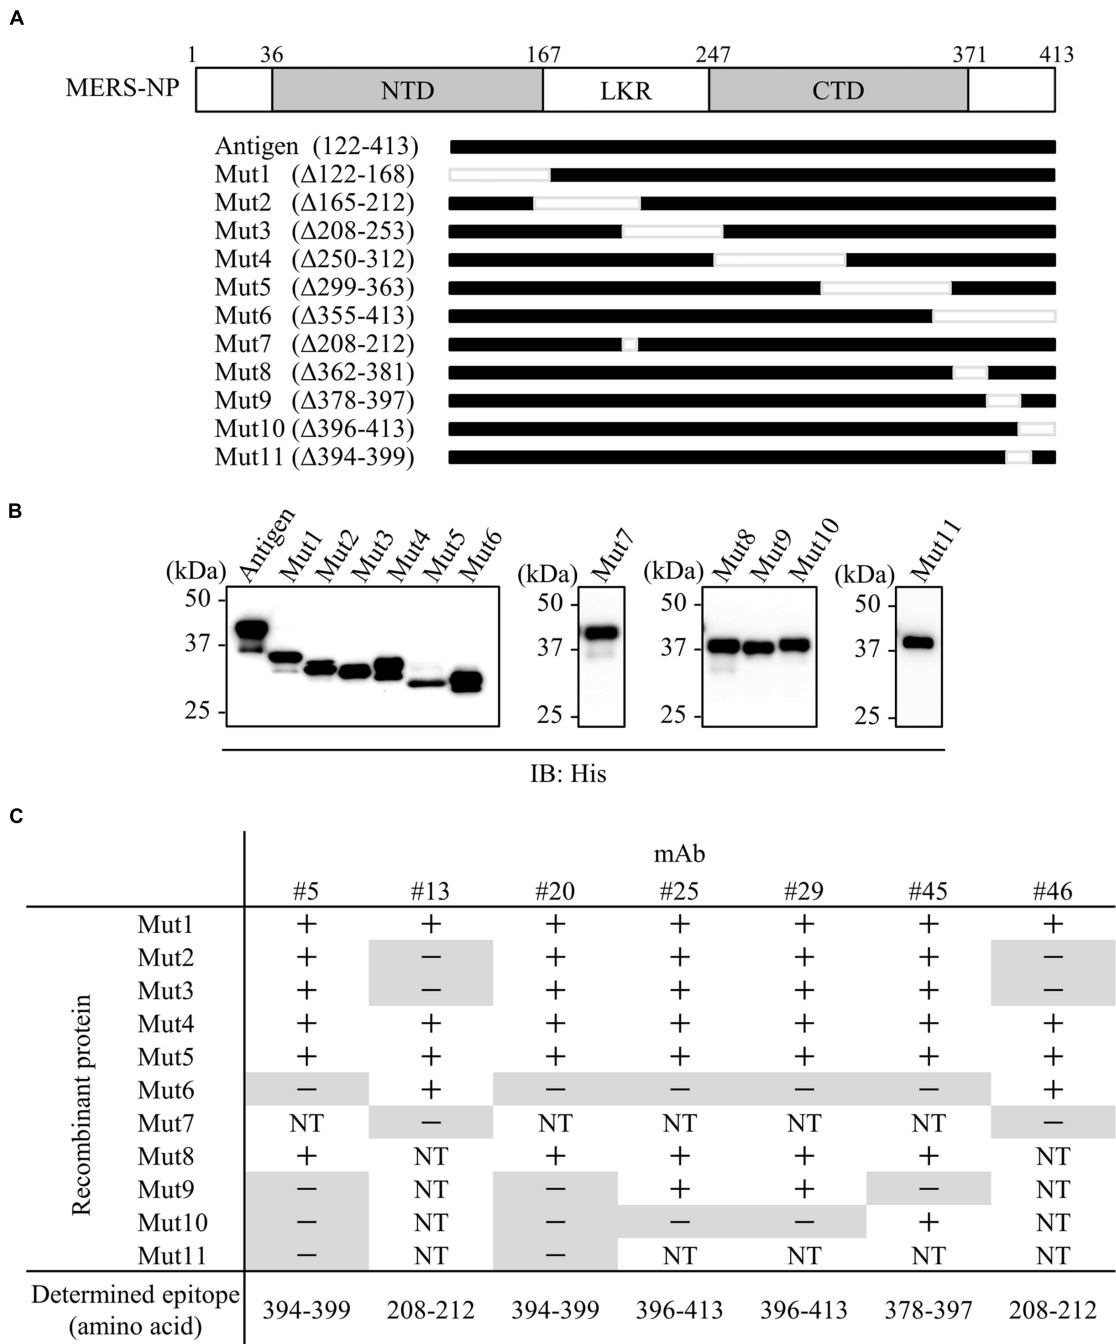 A
1 36 167 247 371 413
MERS-NP NTD LKR CTD
Antigen (122-413)
Mut1 (Δ122-168)
Mut2 (Δ165-212)
Mut3 (Δ208-253)
Mut4 (Δ250-312)
Mut5 (Δ299-363)
Mut6 (Δ355-413)
Mut7 (Δ208-212)
Mut8 (Δ362-381)
Mut9 (Δ378-397)
Mut10 (Δ396-413)
Mut11 (Δ394-399)
B
(kDa) Antigen Mut1 Mut2 Mut3 Mut4 Mut5 Mut6
50
37
25
(kDa) Mut7
50
37
25
(kDa) Mut8 Mut9 Mut10
50
37
25
(kDa) Mut11
50
37
25
IB: His
C
mAb
#5 #13 #20 #25 #29 #45 #46
Recombinant protein
Mut1 + + + + + + +
Mut2 + − + + + + −
Mut3 + − + + + + −
Mut4 + + + + + + +
Mut5 + + + + + + +
Mut6 − + − − − − +
Mut7 NT − NT NT NT NT −
Mut8 + NT + + + + NT
Mut9 − NT − + + − NT
Mut10 − NT − − − + NT
Mut11 − NT − NT NT NT NT
Determined epitope
(amino acid)
394-399 208-212 394-399 396-413 396-413 378-397 208-212